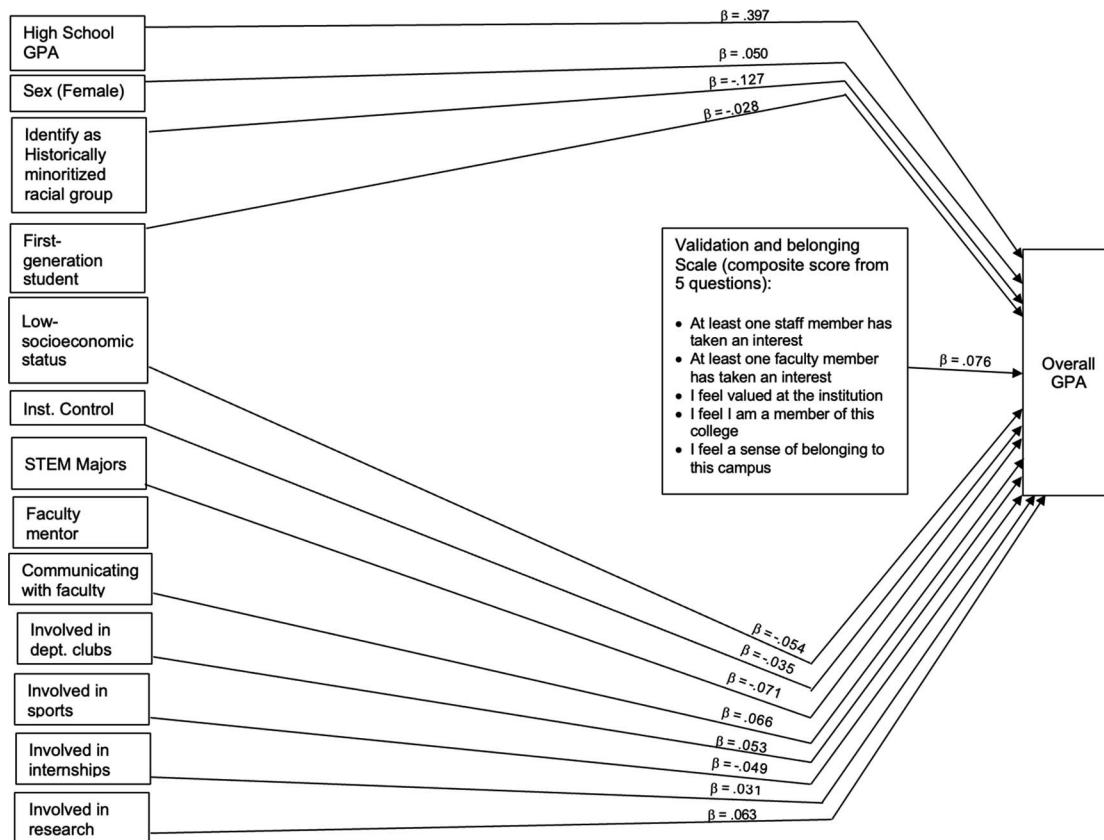 High School
GPA
Sex (Female)
Identify as
Historically
minoritized
racial group
First-
generation
student
Low-
socioeconomic
status
Inst. Control
STEM Majors
Faculty
mentor
Communicating
with faculty
Involved in
dept. clubs
Involved in
sports
Involved in
internships
Involved in
research
β = .397
β = .050
β = -.127
β = -.028
Validation and belonging
Scale (composite score from
5 questions):
• At least one staff member has
taken an interest
• At least one faculty member
has taken an interest
• I feel valued at the institution
• I feel I am a member of this
college
• I feel a sense of belonging to
this campus
β = .076
Overall
GPA
β = -.054
β = -.035
β = -.071
β = .066
β = .053
β = -.049
β = .031
β = .063